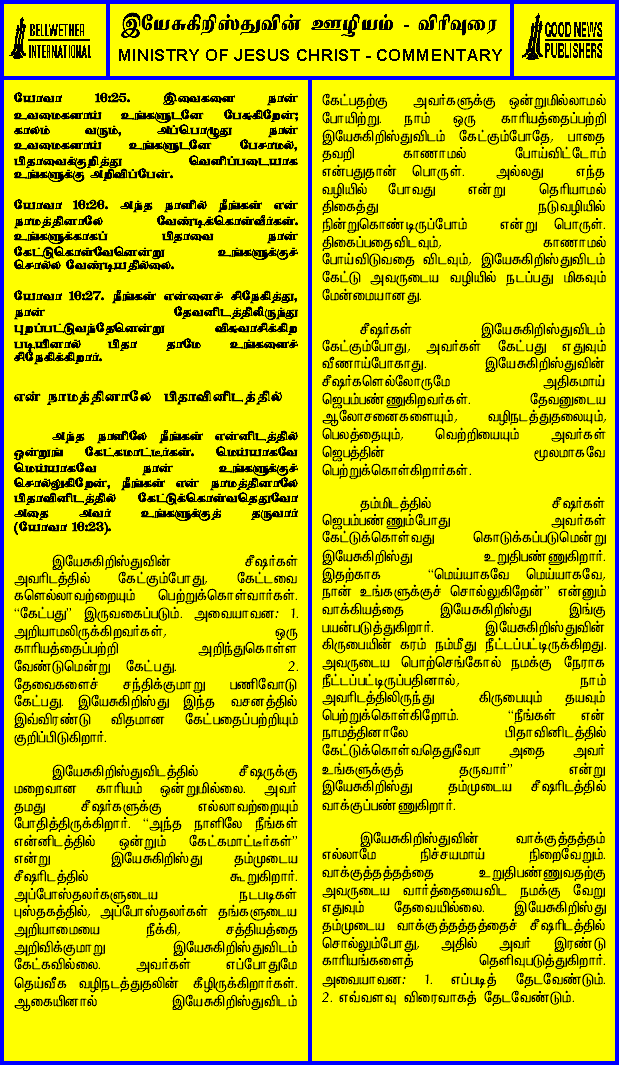 BELLWETHER
INTERNATIONAL
இயேசுகிறிஸ்துவின் ஊழியம் - விரிவுரை
MINISTRY OF JESUS CHRIST - COMMENTARY
GOOD NEWS
PUBLISHERS
யோவா 16:25. இவைகளை நான்
உவமைகளாய் உங்களுடனே பேசுகிறேன்;
காலம் வரும், அப்பொழுது நான்
உவமைகளாய் உங்களுடனே பேசாமல்,
பிதாவைக்குறித்து வெளிப்படையாக
உங்களுக்கு அறிவிப்பேன்.
யோவா 16:26. அந்த நாளில் நீங்கள் என்
நாமத்தினாலே வேண்டிக்கொள்வீர்கள்.
உங்களுக்காகப் பிதாவை நான்
கேட்டுகொள்வேனென்று உங்களுக்குச்
சொல்ல வேண்டியதில்லை.
யோவா 16:27. நீங்கள் என்னைச் சிநேகித்து,
நான் தேவனிடத்திலிருந்து
புறப்பட்டுவந்தேனென்று விசுவாசிக்கிற
படியினால் பிதா தாமே உங்களைச்
சிநேகிக்கிறார்.
என் நாமத்தினாலே பிதாவினிடத்தில்
அந்த நாளிலே நீங்கள் என்னிடத்தில்
ஒன்றுங் கேட்கமாட்டீர்கள். மெய்யாகவே
மெய்யாகவே நான் உங்களுக்குச்
சொல்லுகிறேன், நீங்கள் என் நாமத்தினாலே
பிதாவினிடத்தில் கேட்டுக்கொள்வதெதுவோ
அதை அவர் உங்களுக்குத் தருவார்
(யோவா 16:23).
இயேசுகிறிஸ்துவின் சீஷர்கள்
அவரிடத்தில் கேட்கும்போது, கேட்டவை
களெல்லாவற்றையும் பெற்றுக்கொள்வார்கள்.
“கேட்பது” இருவகைப்படும். அவையாவன: 1.
அறியாமலிருக்கிறவர்கள், ஒரு
காரியத்தைப்பற்றி அறிந்துகொள்ள
வேண்டுமென்று கேட்பது. 2.
தேவைகளைச் சந்திக்குமாறு பணிவோடு
கேட்பது. இயேசுகிறிஸ்து இந்த வசனத்தில்
இவ்விரண்டு விதமான கேட்பதைப்பற்றியும்
குறிப்பிடுகிறார்.
இயேசுகிறிஸ்துவிடத்தில் சீஷருக்கு
மறைவான காரியம் ஒன்றுமில்லை. அவர்
தமது சீஷர்களுக்கு எல்லாவற்றையும்
போதித்திருக்கிறார். “அந்த நாளிலே நீங்கள்
என்னிடத்தில் ஒன்றும் கேட்கமாட்டீர்கள்”
என்று இயேசுகிறிஸ்து தம்முடைய
சீஷரிடத்தில் கூறுகிறார்.
அப்போஸ்தலர்களுடைய நடபடிகள்
புஸ்தகத்தில், அப்போஸ்தலர்கள் தங்களுடைய
அறியாமையை நீக்கி, சத்தியத்தை
அறிவிக்குமாறு இயேசுகிறிஸ்துவிடம்
கேட்கவில்லை. அவர்கள் எப்போதுமே
தெய்வீக வழிநடத்துதலின் கீழிருக்கிறார்கள்.
ஆகையினால் இயேசுகிறிஸ்துவிடம்
கேட்பதற்கு அவர்களுக்கு ஒன்றுமில்லாமல்
போயிற்று. நாம் ஒரு காரியத்தைப்பற்றி
இயேசுகிறிஸ்துவிடம் கேட்கும்போதே, பாதை
தவறி காணாமல் போய்விட்டோம்
என்பதுதான் பொருள். அல்லது எந்த
வழியில் போவது என்று தெரியாமல்
திகைத்து நடுவழியில்
நின்றுகொண்டிருப்போம் என்று பொருள்.
திகைப்பதைவிடவும், காணாமல்
போய்விடுவதை விடவும், இயேசுகிறிஸ்துவிடம்
கேட்டு அவருடைய வழியில் நடப்பது மிகவும்
மேன்மையானது.
சீஷர்கள் இயேசுகிறிஸ்துவிடம்
கேட்கும்போது, அவர்கள் கேட்பது எதுவும்
வீணாய்போகாது. இயேசுகிறிஸ்துவின்
சீஷர்களெல்லோருமே அதிகமாய்
ஜெபம்பண்ணுகிறவர்கள். தேவனுடைய
ஆலோசனைகளையும், வழிநடத்துதலையும்,
பெலத்தையும், வெற்றியையும் அவர்கள்
ஜெபத்தின் மூலமாகவே
பெற்றுக்கொள்கிறார்கள்.
தம்மிடத்தில் சீஷர்கள்
ஜெபம்பண்ணும்போது அவர்கள்
கேட்டுக்கொள்வது கொடுக்கப்படுமென்று
இயேசுகிறிஸ்து உறுதிபண்ணுகிறார்.
இதற்காக “மெய்யாகவே மெய்யாகவே,
நான் உங்களுக்குச் சொல்லுகிறேன்” என்னும்
வாக்கியத்தை இயேசுகிறிஸ்து இங்கு
பயன்படுத்துகிறார். இயேசுகிறிஸ்துவின்
கிருபையின் கரம் நம்மீது நீட்டப்பட்டிருக்கிறது.
அவருடைய பொற்செங்கோல் நமக்கு நேராக
நீட்டப்பட்டிருப்பதினால், நாம்
அவரிடத்திலிருந்து கிருபையும் தயவும்
பெற்றுக்கொள்கிறோம். “நீங்கள் என்
நாமத்தினாலே பிதாவினிடத்தில்
கேட்டுக்கொள்வதெதுவோ அதை அவர்
உங்களுக்குத் தருவார்” என்று
இயேசுகிறிஸ்து தம்முடைய சீஷரிடத்தில்
வாக்குப்பண்ணுகிறார்.
இயேசுகிறிஸ்துவின் வாக்குத்தத்தம்
எல்லாமே நிச்சயமாய் நிறைவேறும்.
வாக்குத்தத்தத்தை உறுதிபண்ணுவதற்கு
அவருடைய வார்த்தையைவிட நமக்கு வேறு
எதுவும் தேவையில்லை. இயேசுகிறிஸ்து
தம்முடைய வாக்குத்தத்தத்தைச் சீஷரிடத்தில்
சொல்லும்போது, அதில் அவர் இரண்டு
காரியங்களைத் தெளிவுபடுத்துகிறார்.
அவையாவன: 1. எப்படித் தேடவேண்டும்.
2. எவ்வளவு விரைவாகத் தேடவேண்டும்.